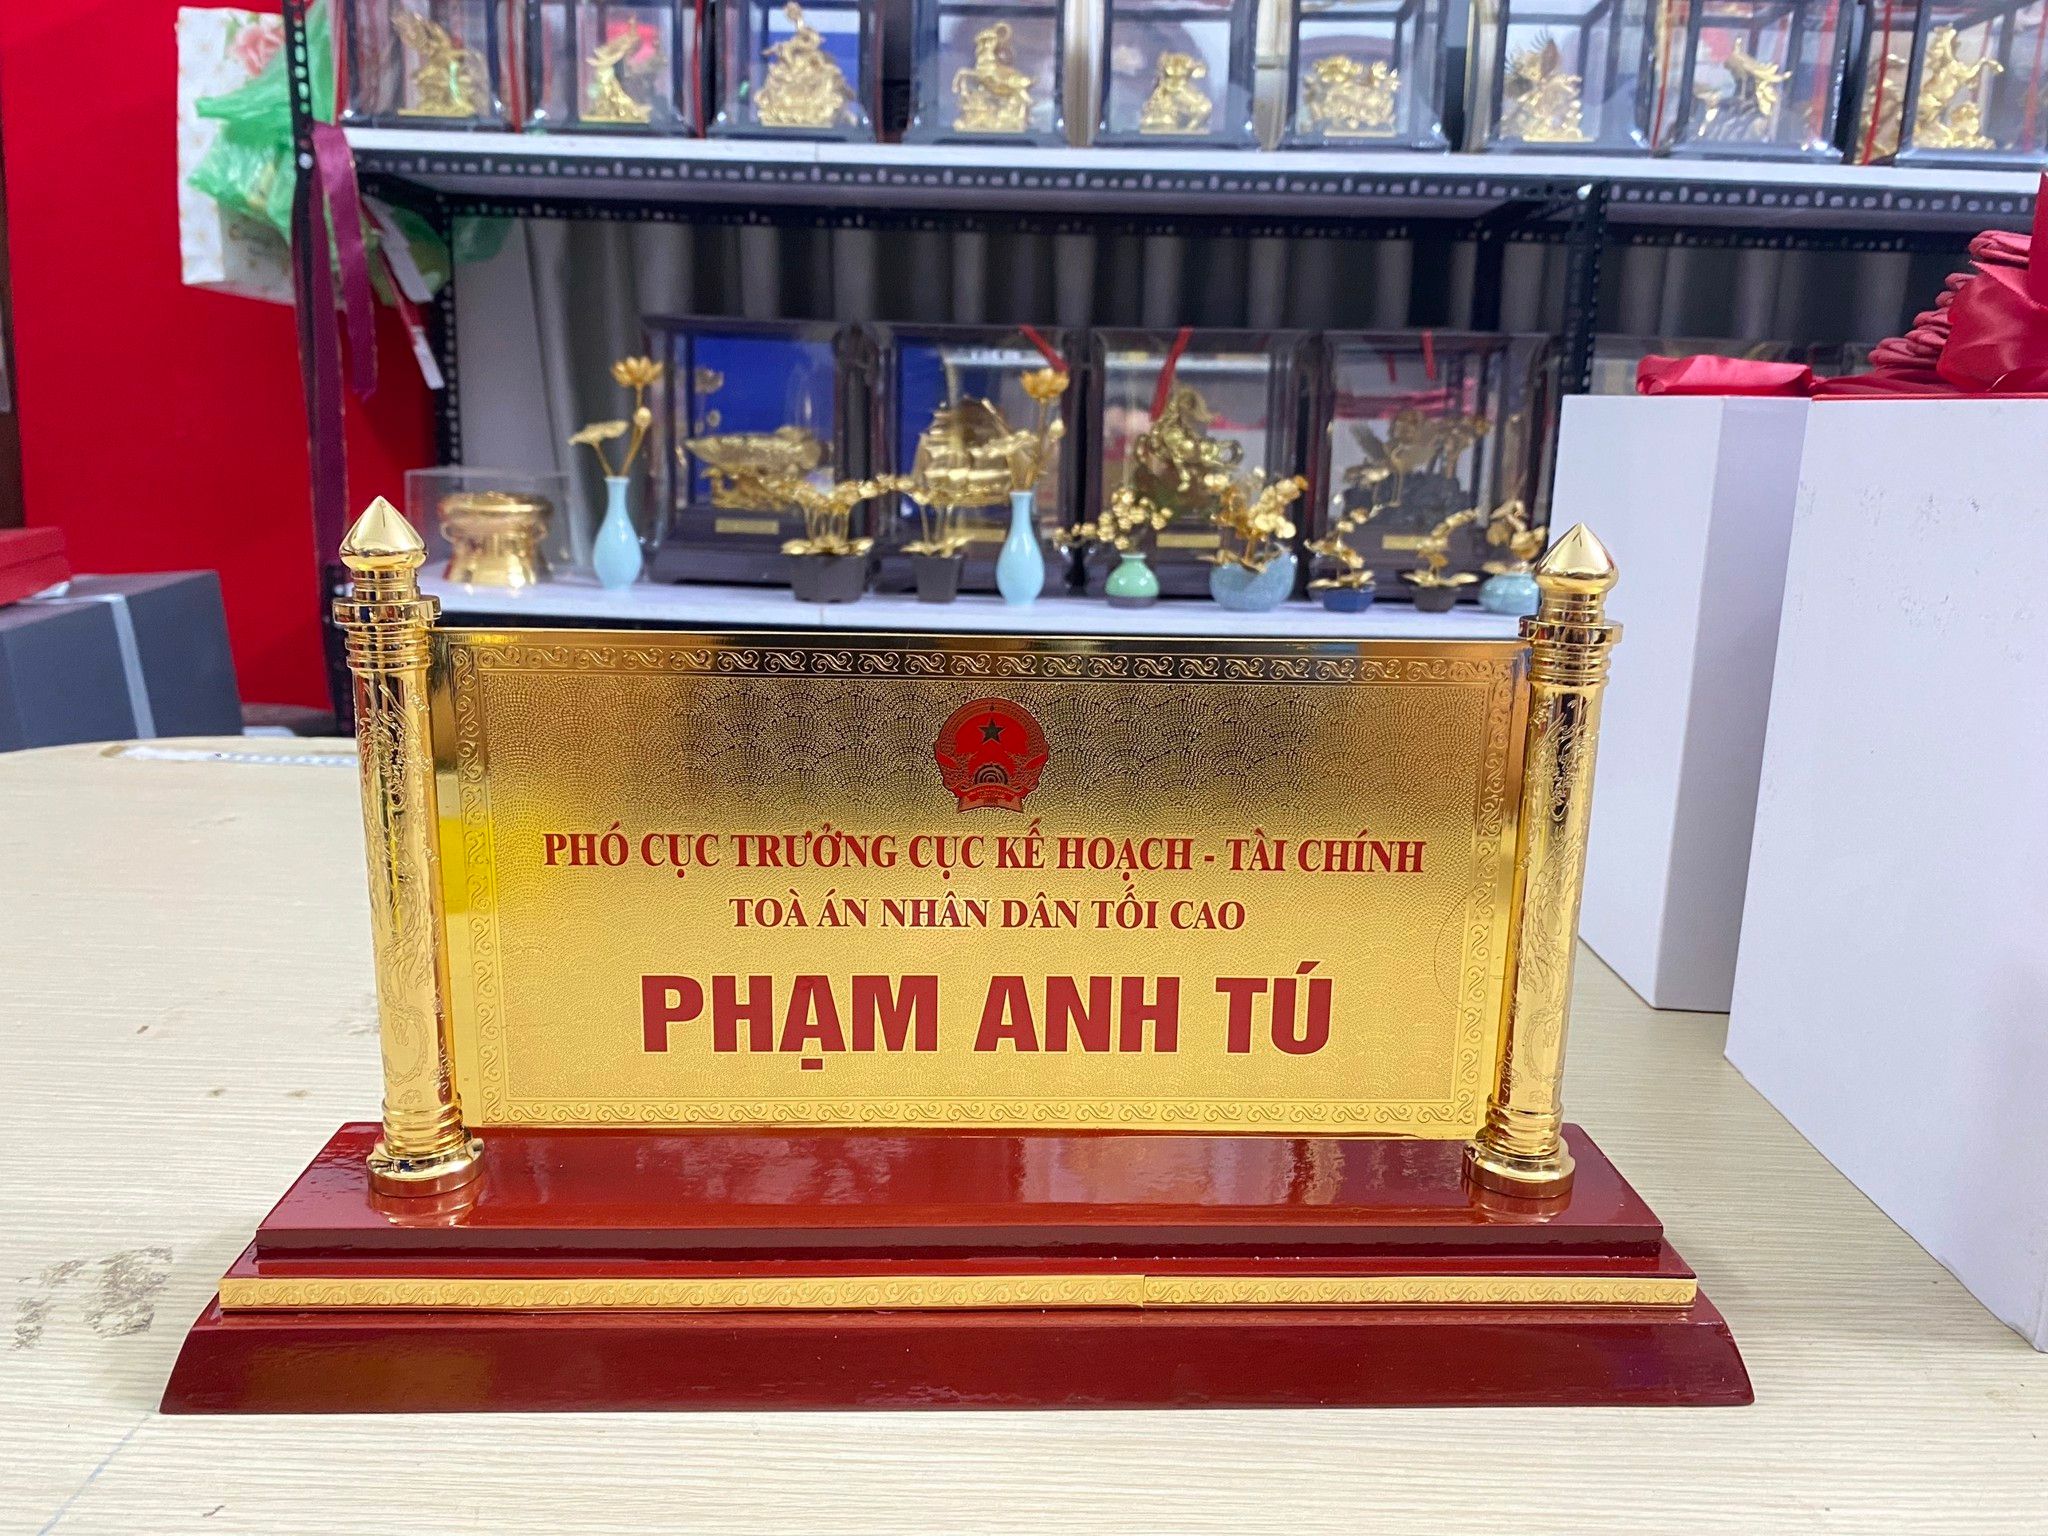 PHÓ CỤC TRƯỞNG CỤC KẾ HOẠCH - TÀI CHÍNH
TOÀ ÁN NHÂN DÂN TỐI CAO
PHẠM ANH TÚ